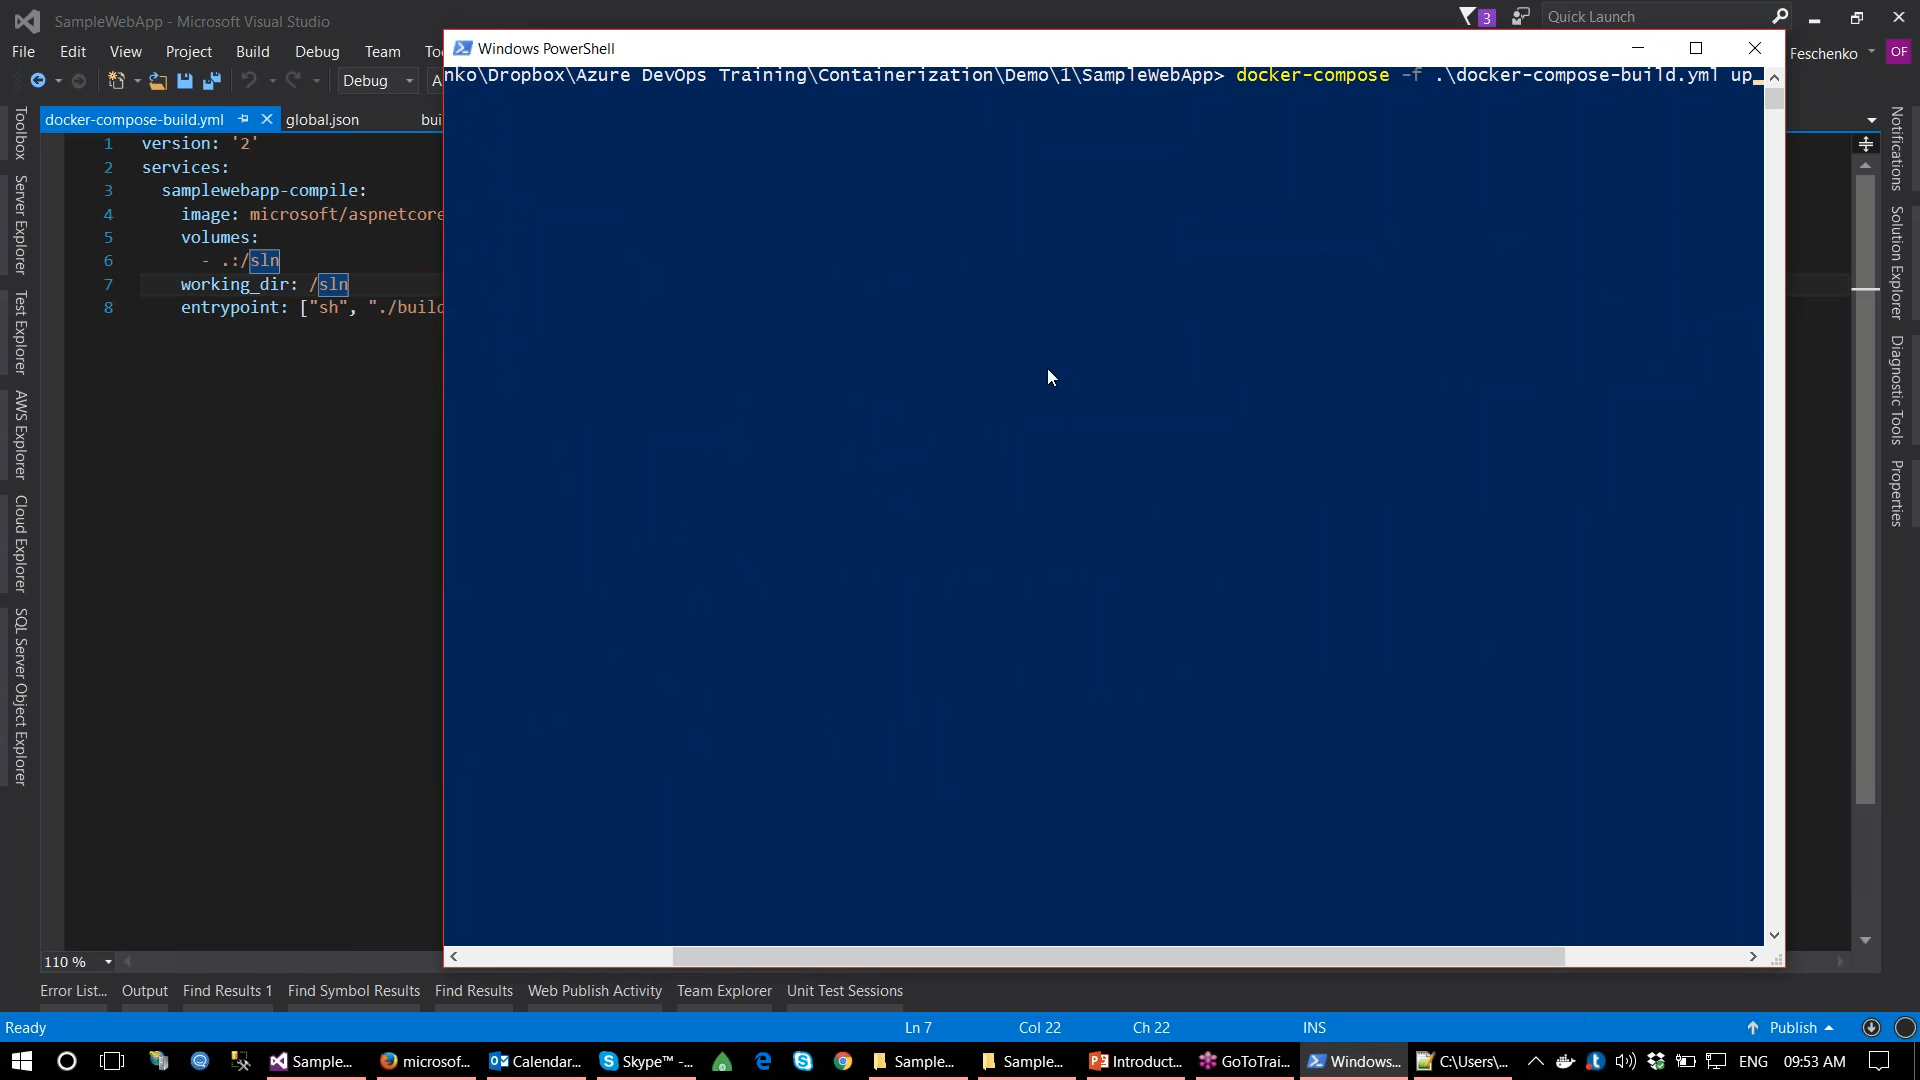 SampleWebApp - Microsoft Visual Studio
3
Quick Launch
File Edit View Project Build Debug Team To
Feschenko OF
Debug A
Windows PowerShell
nko\Dropbox\Azure DevOps Training\Containerization\Demo\1\SampleWebApp> docker-compose -f .\docker-compose-build.yml up_
docker-compose-build.yml global.json bui
1 version: '2'
2 services:
3 samplewebapp-compile:
4 image: microsoft/aspnetcore
5 volumes:
6 - .:/sln
7 working_dir: /sln
8 entrypoint: ["sh", "./build
Toolbox
Server Explorer
Test Explorer
AWS Explorer
Cloud Explorer
SQL Server Object Explorer
Notifications
Solution Explorer
Diagnostic Tools
Properties
110 %
Error List... Output Find Results 1 Find Symbol Results Find Results Web Publish Activity Team Explorer Unit Test Sessions
Ready Ln 7 Col 22 Ch 22 INS Publish
Sample... microsof... Calendar... Skype™ -... Sample... Sample... Introduct... GoToTrai... Windows... C:\Users\... ENG 09:53 AM